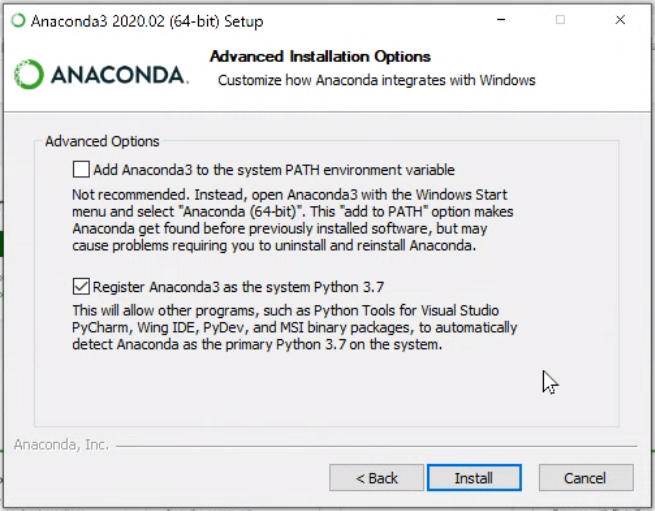 Anaconda3 2020.02 (64-bit) Setup
ANACONDA.
Advanced Installation Options
Customize how Anaconda integrates with Windows
Advanced Options
Add Anaconda3 to the system PATH environment variable
Not recommended. Instead, open Anaconda3 with the Windows Start
menu and select "Anaconda (64-bit)". This "add to PATH" option makes
Anaconda get found before previously installed software, but may
cause problems requiring you to uninstall and reinstall Anaconda.
Register Anaconda3 as the system Python 3.7
This will allow other programs, such as Python Tools for Visual Studio
PyCharm, Wing IDE, PyDev, and MSI binary packages, to automatically
detect Anaconda as the primary Python 3.7 on the system.
Anaconda, Inc.
< Back
Install
Cancel